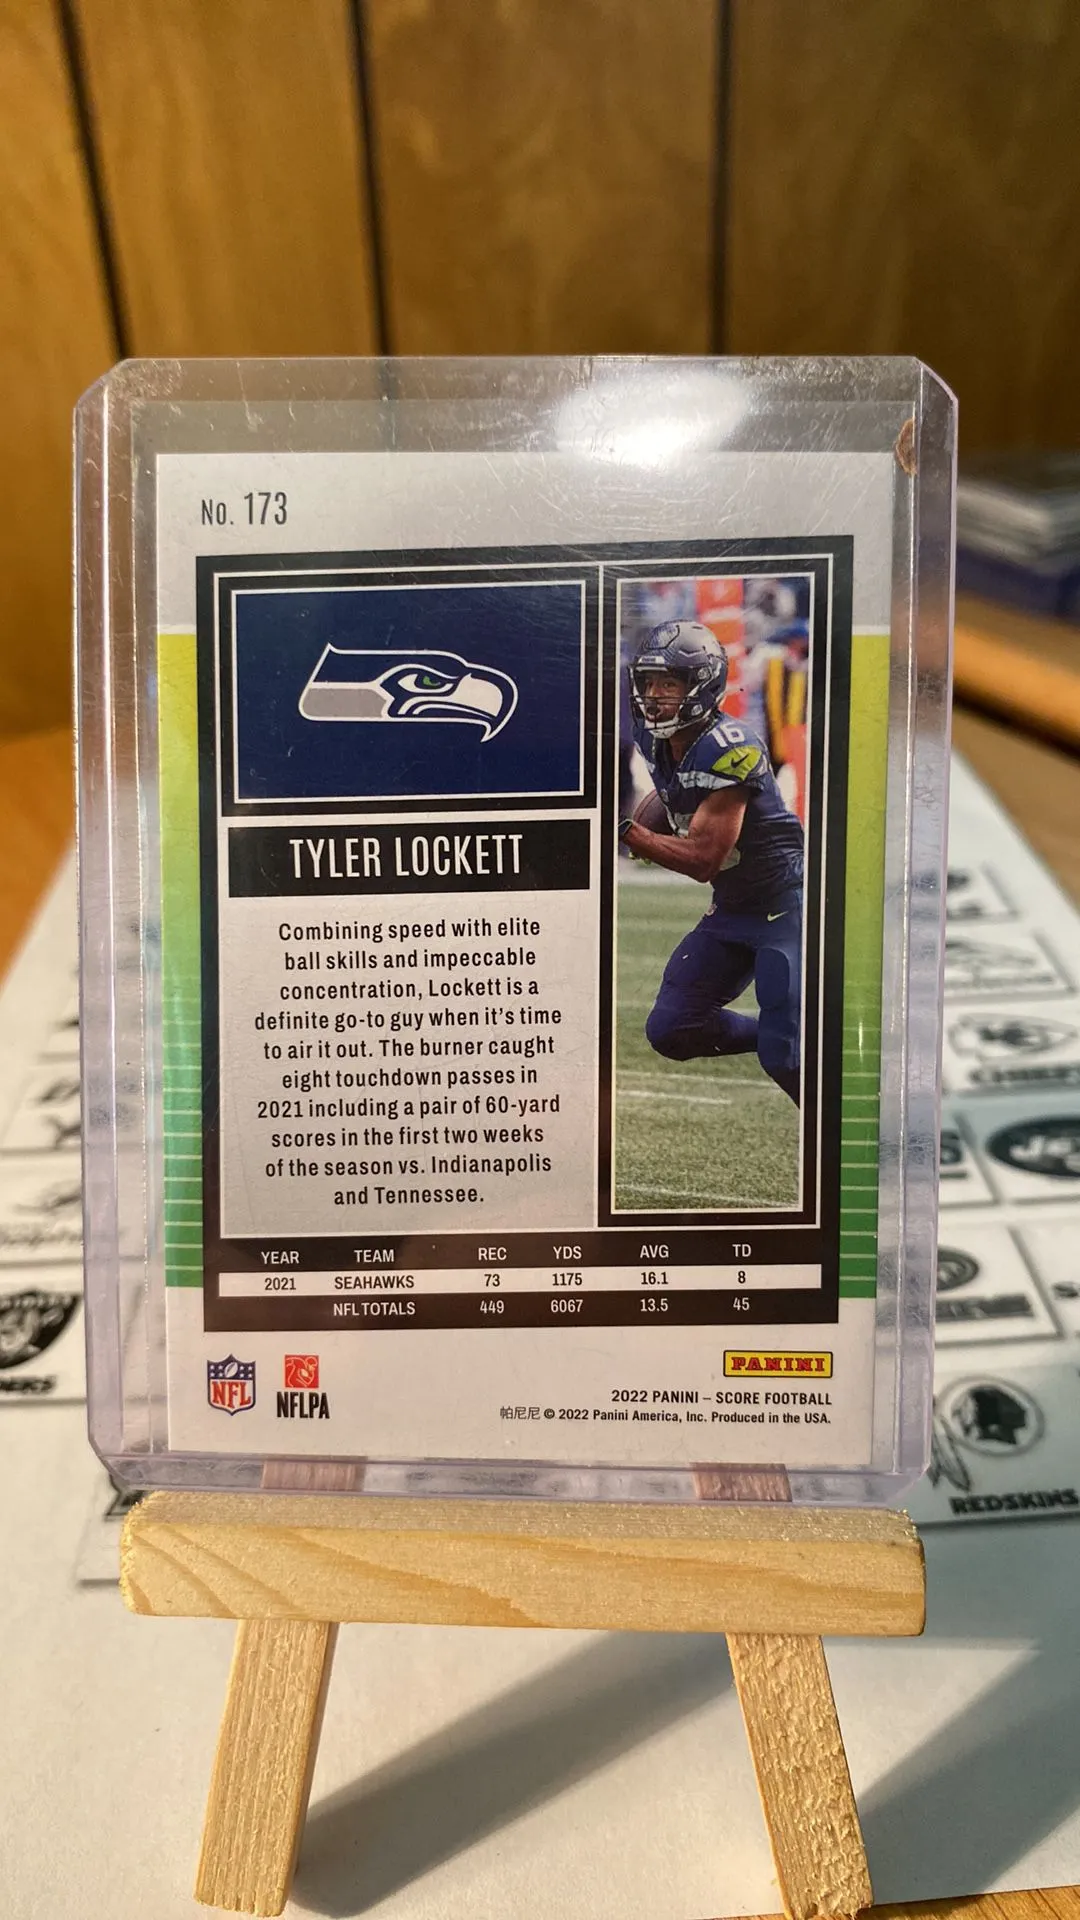 No. 173
16
TYLER LOCKETT
Combining speed with elite
ball skills and impeccable
concentration, Lockett is a
definite go-to guy when it's time
to air it out. The burner caught
eight touchdown passes in
2021 including a pair of 60-yard
scores in the first two weeks
of the season vs. Indianapolis
and Tennessee.
YEAR TEAM REC YDS AVG TD
2021 SEAHAWKS 73 1175 16.1 8
NFL TOTALS 449 6067 13.5 45
NFL
NFLPA
PANINI
2022 PANINI – SCORE FOOTBALL
帕尼尼 © 2022 Panini America, Inc. Produced in the USA.
KC
CHIEFS
JETS
REDSKINS